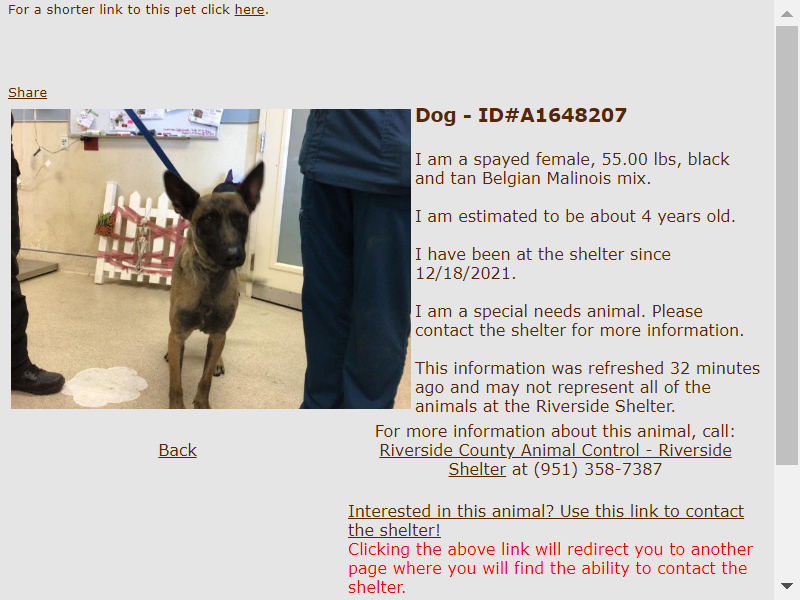 For a shorter link to this pet click here.
Share
Dog - ID#A1648207
I am a spayed female, 55.00 lbs, black
and tan Belgian Malinois mix.
I am estimated to be about 4 years old.
I have been at the shelter since
12/18/2021.
I am a special needs animal. Please
contact the shelter for more information.
This information was refreshed 32 minutes
ago and may not represent all of the
animals at the Riverside Shelter.
Back
For more information about this animal, call:
Riverside County Animal Control - Riverside
Shelter at (951) 358-7387
Interested in this animal? Use this link to contact
the shelter!
Clicking the above link will redirect you to another
page where you will find the ability to contact the
shelter.